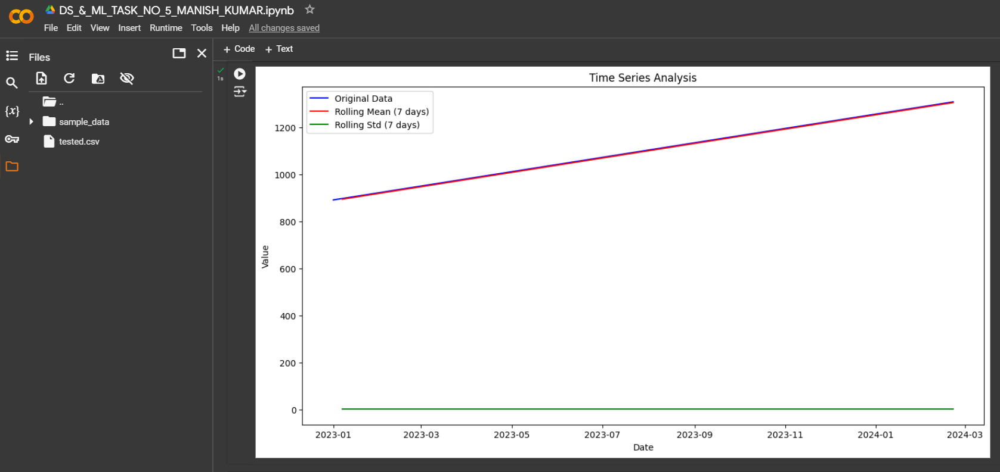 DS_&_ML_TASK_NO_5_MANISH_KUMAR.ipynb
File Edit View Insert Runtime Tools Help All changes saved
Files
+ Code + Text
..
sample_data
tested.csv
{x}
1s
Time Series Analysis
Original Data
Rolling Mean (7 days)
Rolling Std (7 days)
1200
1000
800
600
400
200
0
Value
2023-01 2023-03 2023-05 2023-07 2023-09 2023-11 2024-01 2024-03
Date